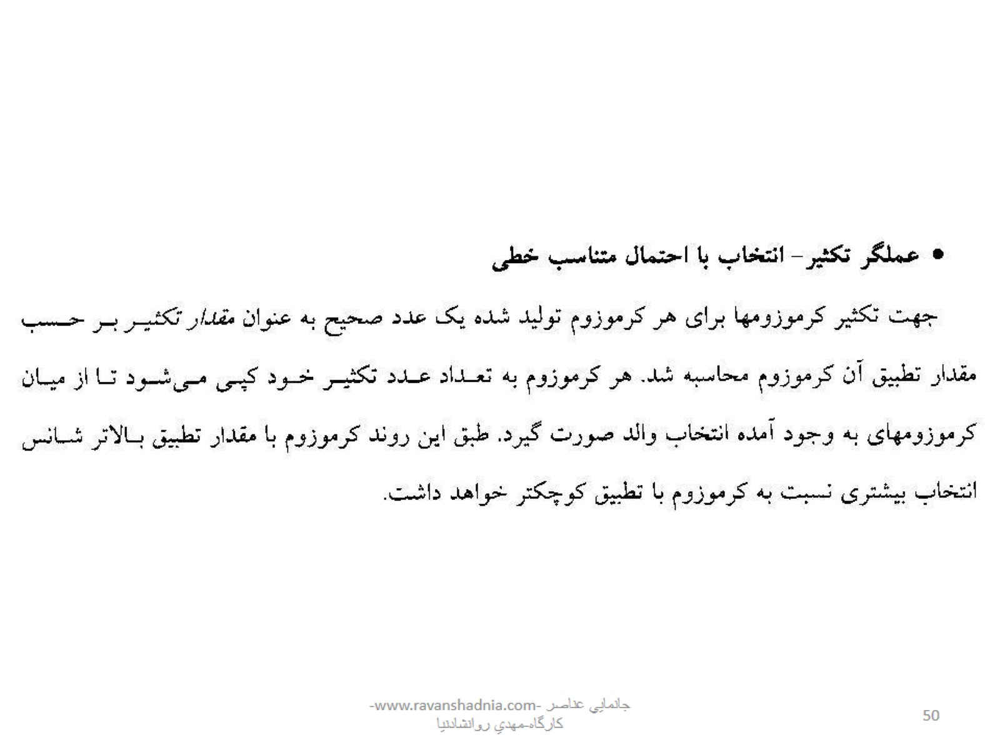 • عملگر تکثیر– انتخاب با احتمال متناسب خطی
جهت تکثیر کرموزومها برای هر کرموزوم تولید شده یک عدد صحیح به عنوان مقدار تکثیر بر حسب
مقدار تطبیق آن کرموزوم محاسبه شد. هر کرموزوم به تعداد عدد تکثیر خود کپی می‌شود تا از میان
کرموزومهای به وجود آمده انتخاب والد صورت گیرد. طبق این روند کرموزوم با مقدار تطبیق بالاتر شانس
انتخاب بیشتری نسبت به کرموزوم با تطبیق کوچکتر خواهد داشت.
جانمايي عناصر -www.ravanshadnia.com-
كارگاه-مهدي روانشادنيا
50